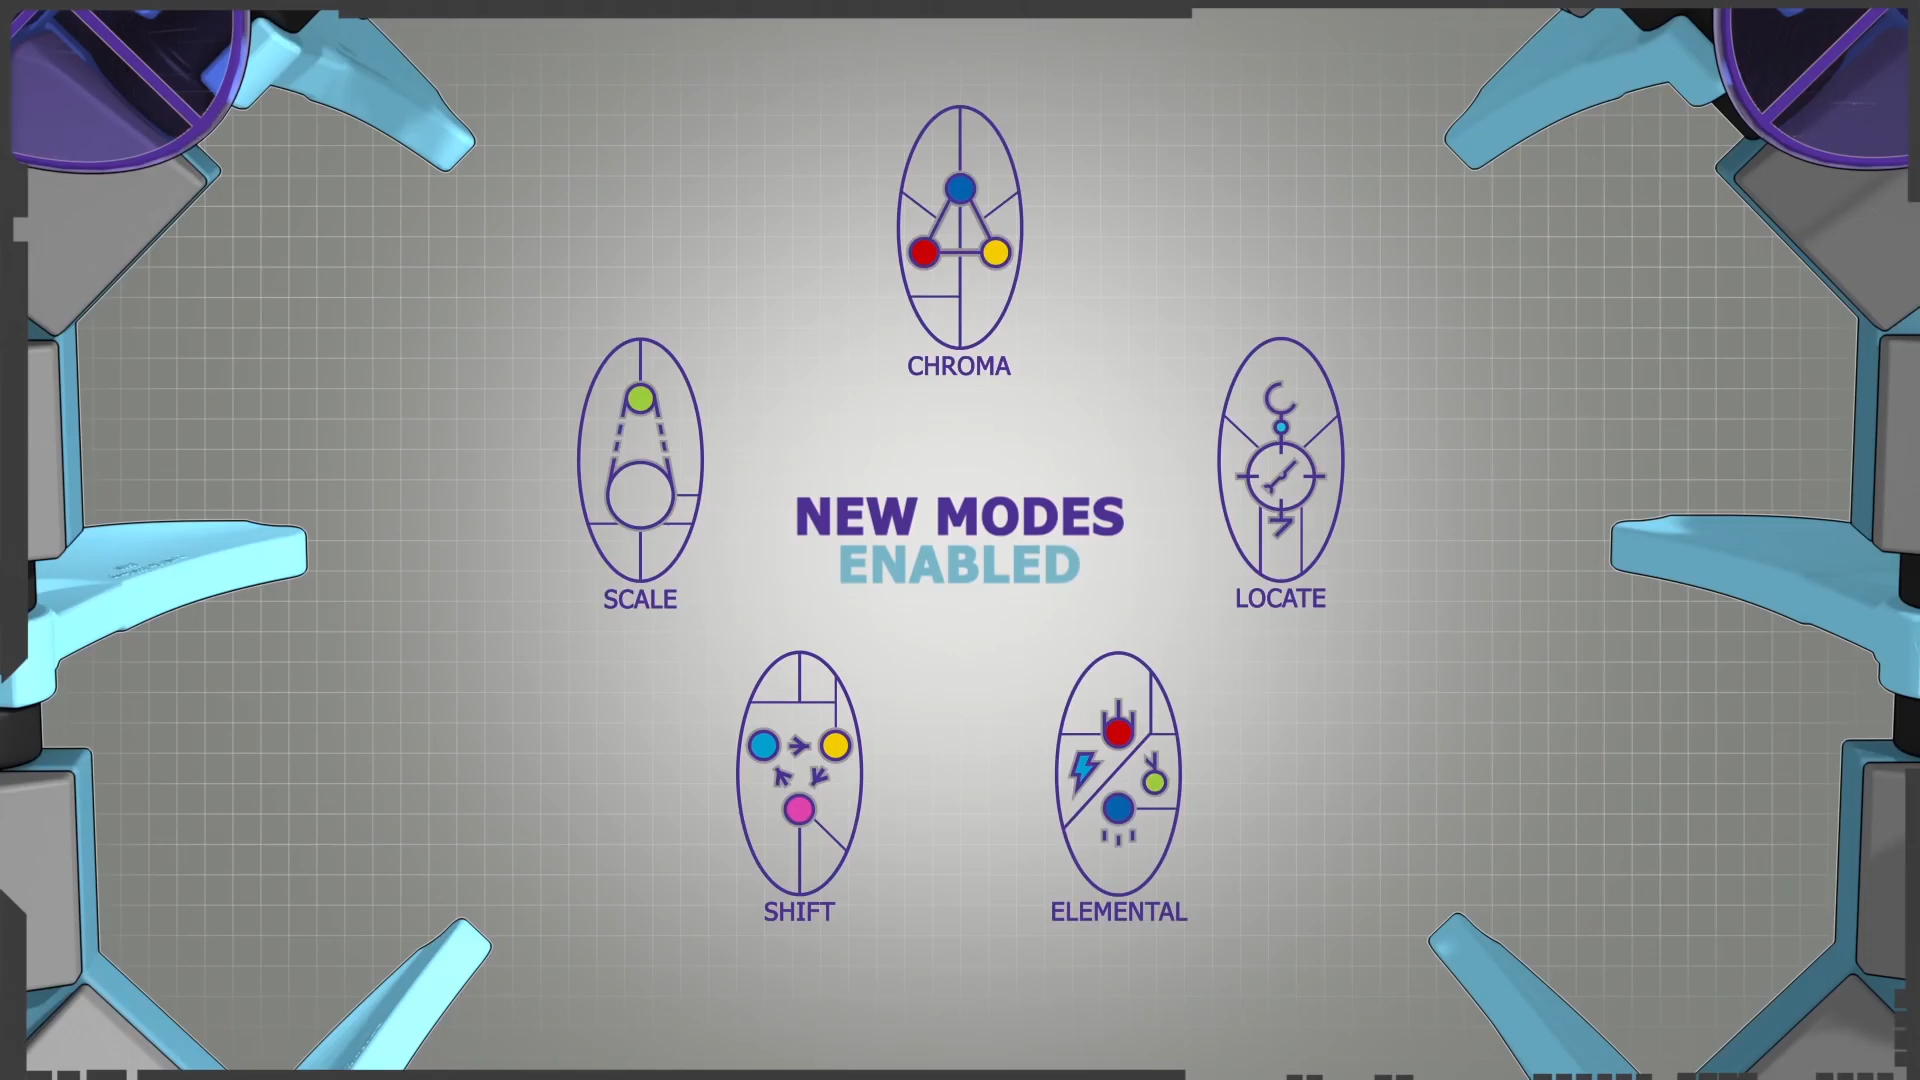 CHROMA
SCALE
LOCATE
NEW MODES
ENABLED
SHIFT
ELEMENTAL